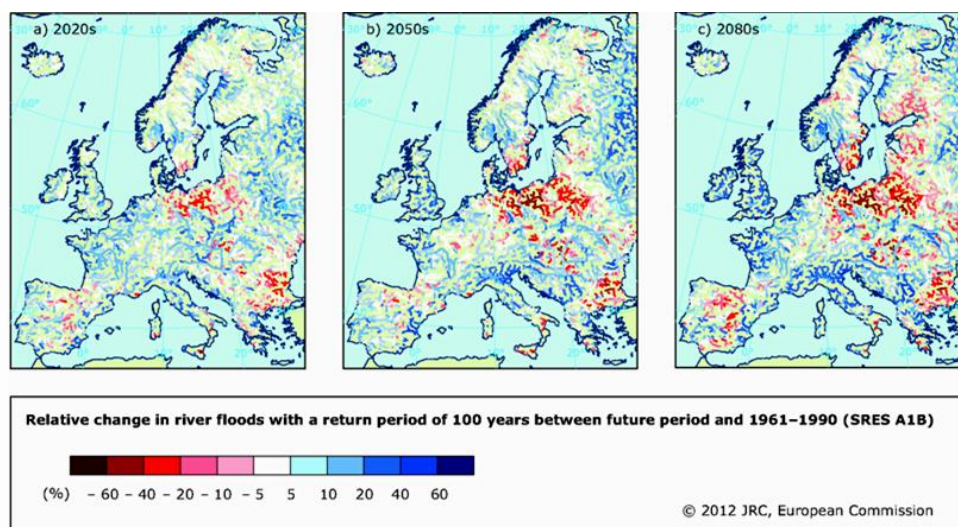 a) 2020s
b) 2050s
c) 2080s
Relative change in river floods with a return period of 100 years between future period and 1961–1990 (SRES A1B)
(%) – 60 – 40 – 20 – 10 – 5 5 10 20 40 60
© 2012 JRC, European Commission